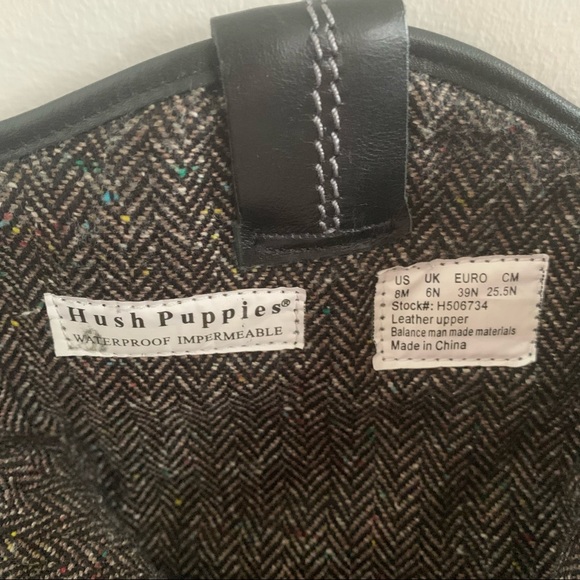 Hush Puppies®
WATERPROOF IMPERMEABLE
US UK EURO CM
8M 6N 39N 25.5N
Stock#: H506734
Leather upper
Balance man made materials
Made in China